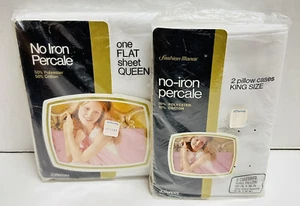 No Iron
Percale
50% Polyester
50% Cotton
one
FLAT
sheet
QUEEN
Fashion Manor
no-iron
percale
50% POLYESTER
50% COTTON
2 pillow cases
KING SIZE